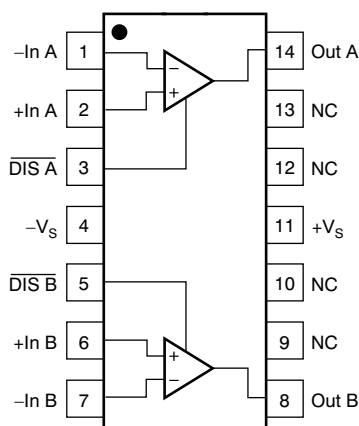 –In A 1 14 Out A
+In A 2 13 NC
DIS A 3 12 NC
–VS 4 11 +VS
DIS B 5 10 NC
+In B 6 9 NC
–In B 7 8 Out B
–
+
+
–